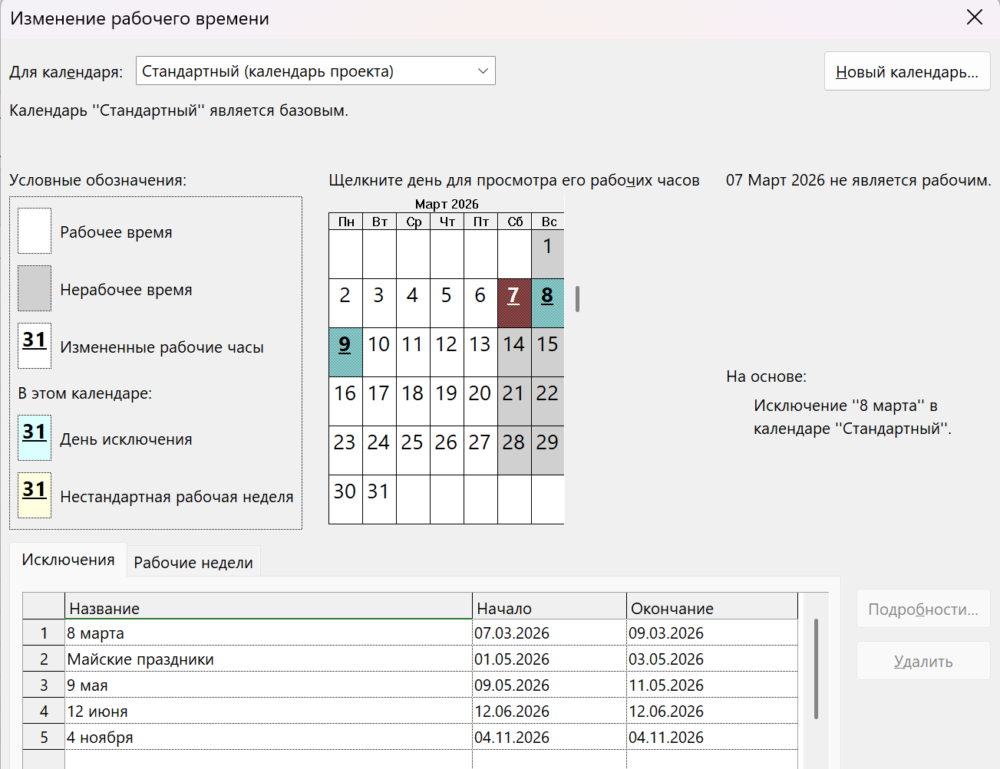 Изменение рабочего времени
Для календаря: Стандартный (календарь проекта) Новый календарь...
Календарь "Стандартный" является базовым.
Условные обозначения:
Рабочее время
Нерабочее время
31 Измененные рабочие часы
В этом календаре:
31 День исключения
31 Нестандартная рабочая неделя
Щелкните день для просмотра его рабочих часов
Март 2026
Пн Вт Ср Чт Пт Сб Вс
1
2 3 4 5 6 7 8
9 10 11 12 13 14 15
16 17 18 19 20 21 22
23 24 25 26 27 28 29
30 31
07 Март 2026 не является рабочим.
На основе:
Исключение "8 марта" в
календаре "Стандартный".
Исключения Рабочие недели
Название Начало Окончание
1 8 марта 07.03.2026 09.03.2026
2 Майские праздники 01.05.2026 03.05.2026
3 9 мая 09.05.2026 11.05.2026
4 12 июня 12.06.2026 12.06.2026
5 4 ноября 04.11.2026 04.11.2026
Подробности...
Удалить